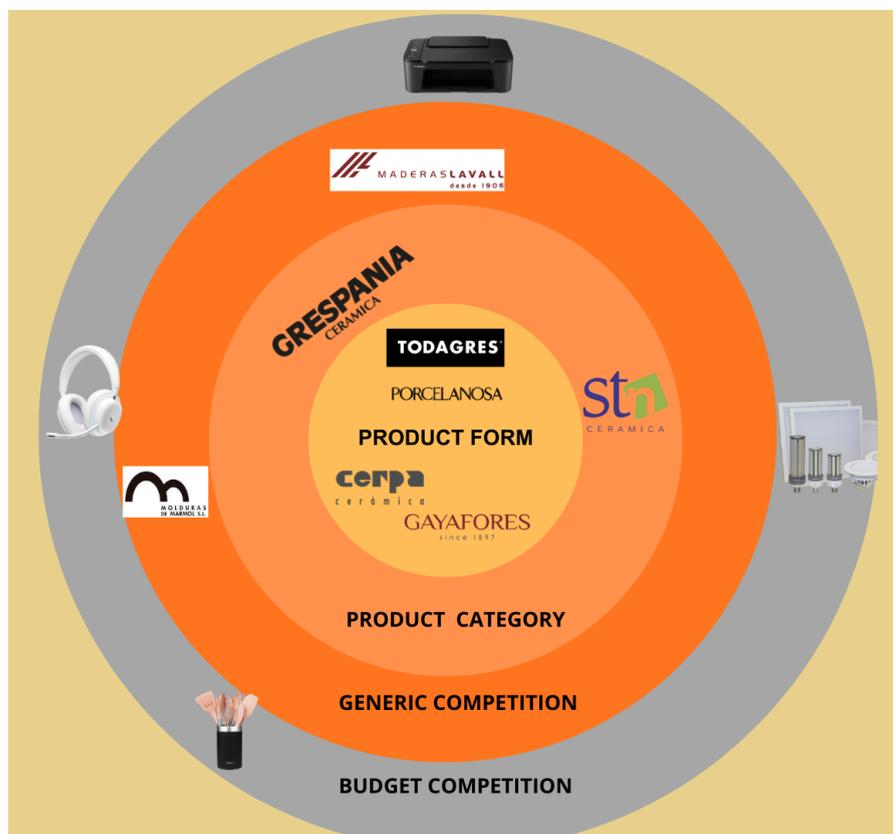 MADERASLAVALL
desde 1906
GRESPANIA
CERAMICA
TODAGRES
PORCELANOSA
stn
CERAMICA
PRODUCT FORM
cerpa
cerámica
MOLDURAS
DE MARMOL S.L.
GAYAFORES
since 1897
PRODUCT CATEGORY
GENERIC COMPETITION
BUDGET COMPETITION